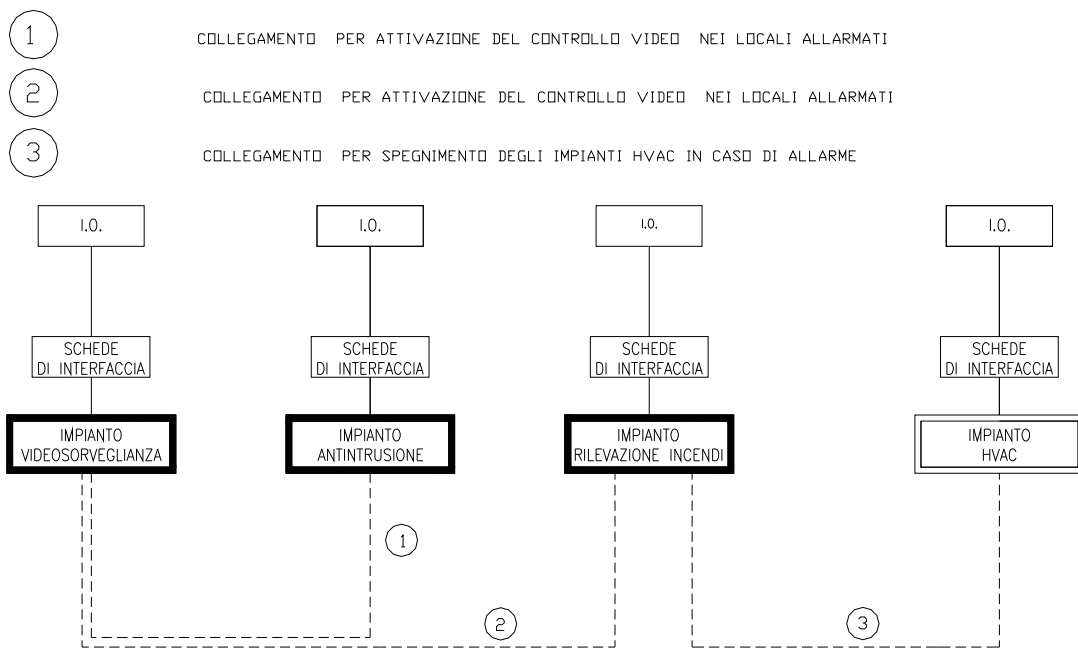 1 COLLEGAMENTO PER ATTIVAZIONE DEL CONTROLLO VIDEO NEI LOCALI ALLARMATI
2 COLLEGAMENTO PER ATTIVAZIONE DEL CONTROLLO VIDEO NEI LOCALI ALLARMATI
3 COLLEGAMENTO PER SPEGNIMENTO DEGLI IMPIANTI HVAC IN CASO DI ALLARME
I.O. I.O. I.O. I.O.
SCHEDE
DI INTERFACCIA
SCHEDE
DI INTERFACCIA
SCHEDE
DI INTERFACCIA
SCHEDE
DI INTERFACCIA
IMPIANTO
VIDEOSORVEGLIANZA
IMPIANTO
ANTINTRUSIONE
IMPIANTO
RILEVAZIONE INCENDI
IMPIANTO
HVAC
1
2
3